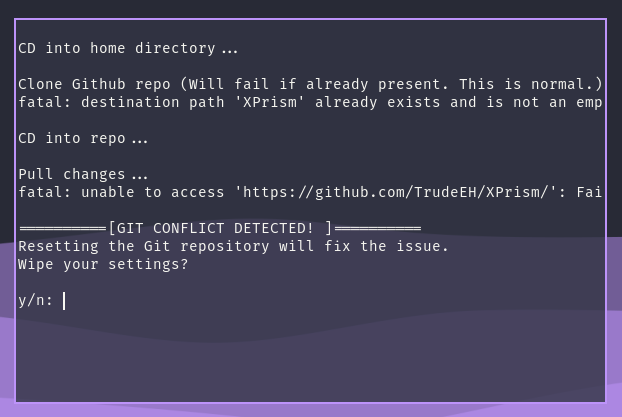 CD into home directory...
Clone Github repo (Will fail if already present. This is normal.)
fatal: destination path 'XPrism' already exists and is not an emp
CD into repo...
Pull changes...
fatal: unable to access 'https://github.com/TrudeEH/XPrism/': Fai
==========[GIT CONFLICT DETECTED! ]==========
Resetting the Git repository will fix the issue.
Wipe your settings?
y/n: